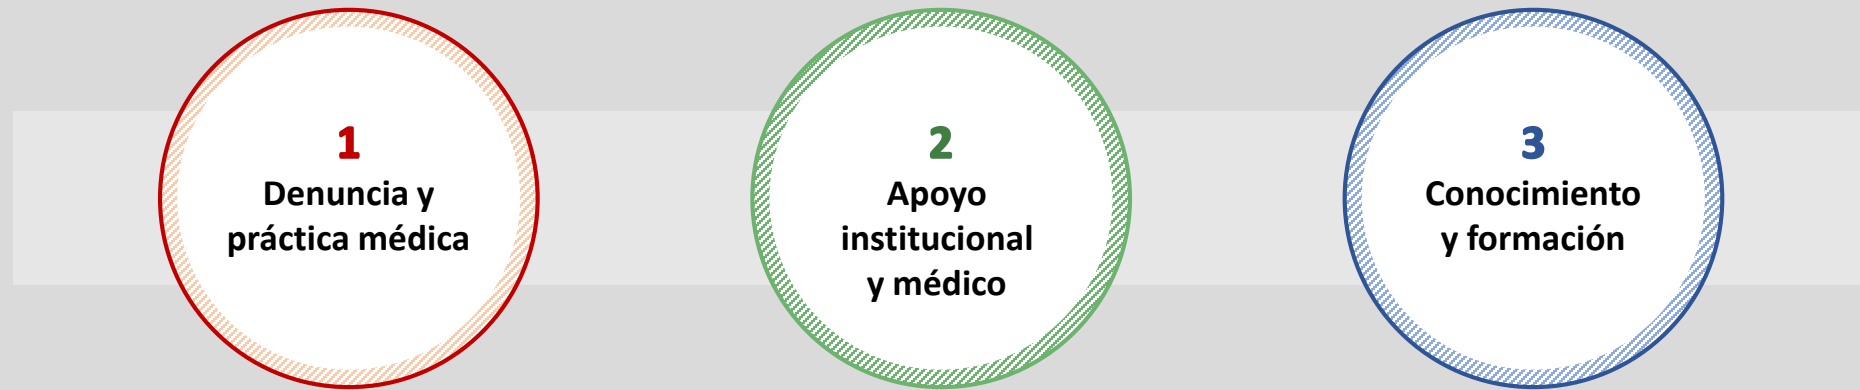 1
Denuncia y
práctica médica
2
Apoyo
institucional
y médico
3
Conocimiento
y formación